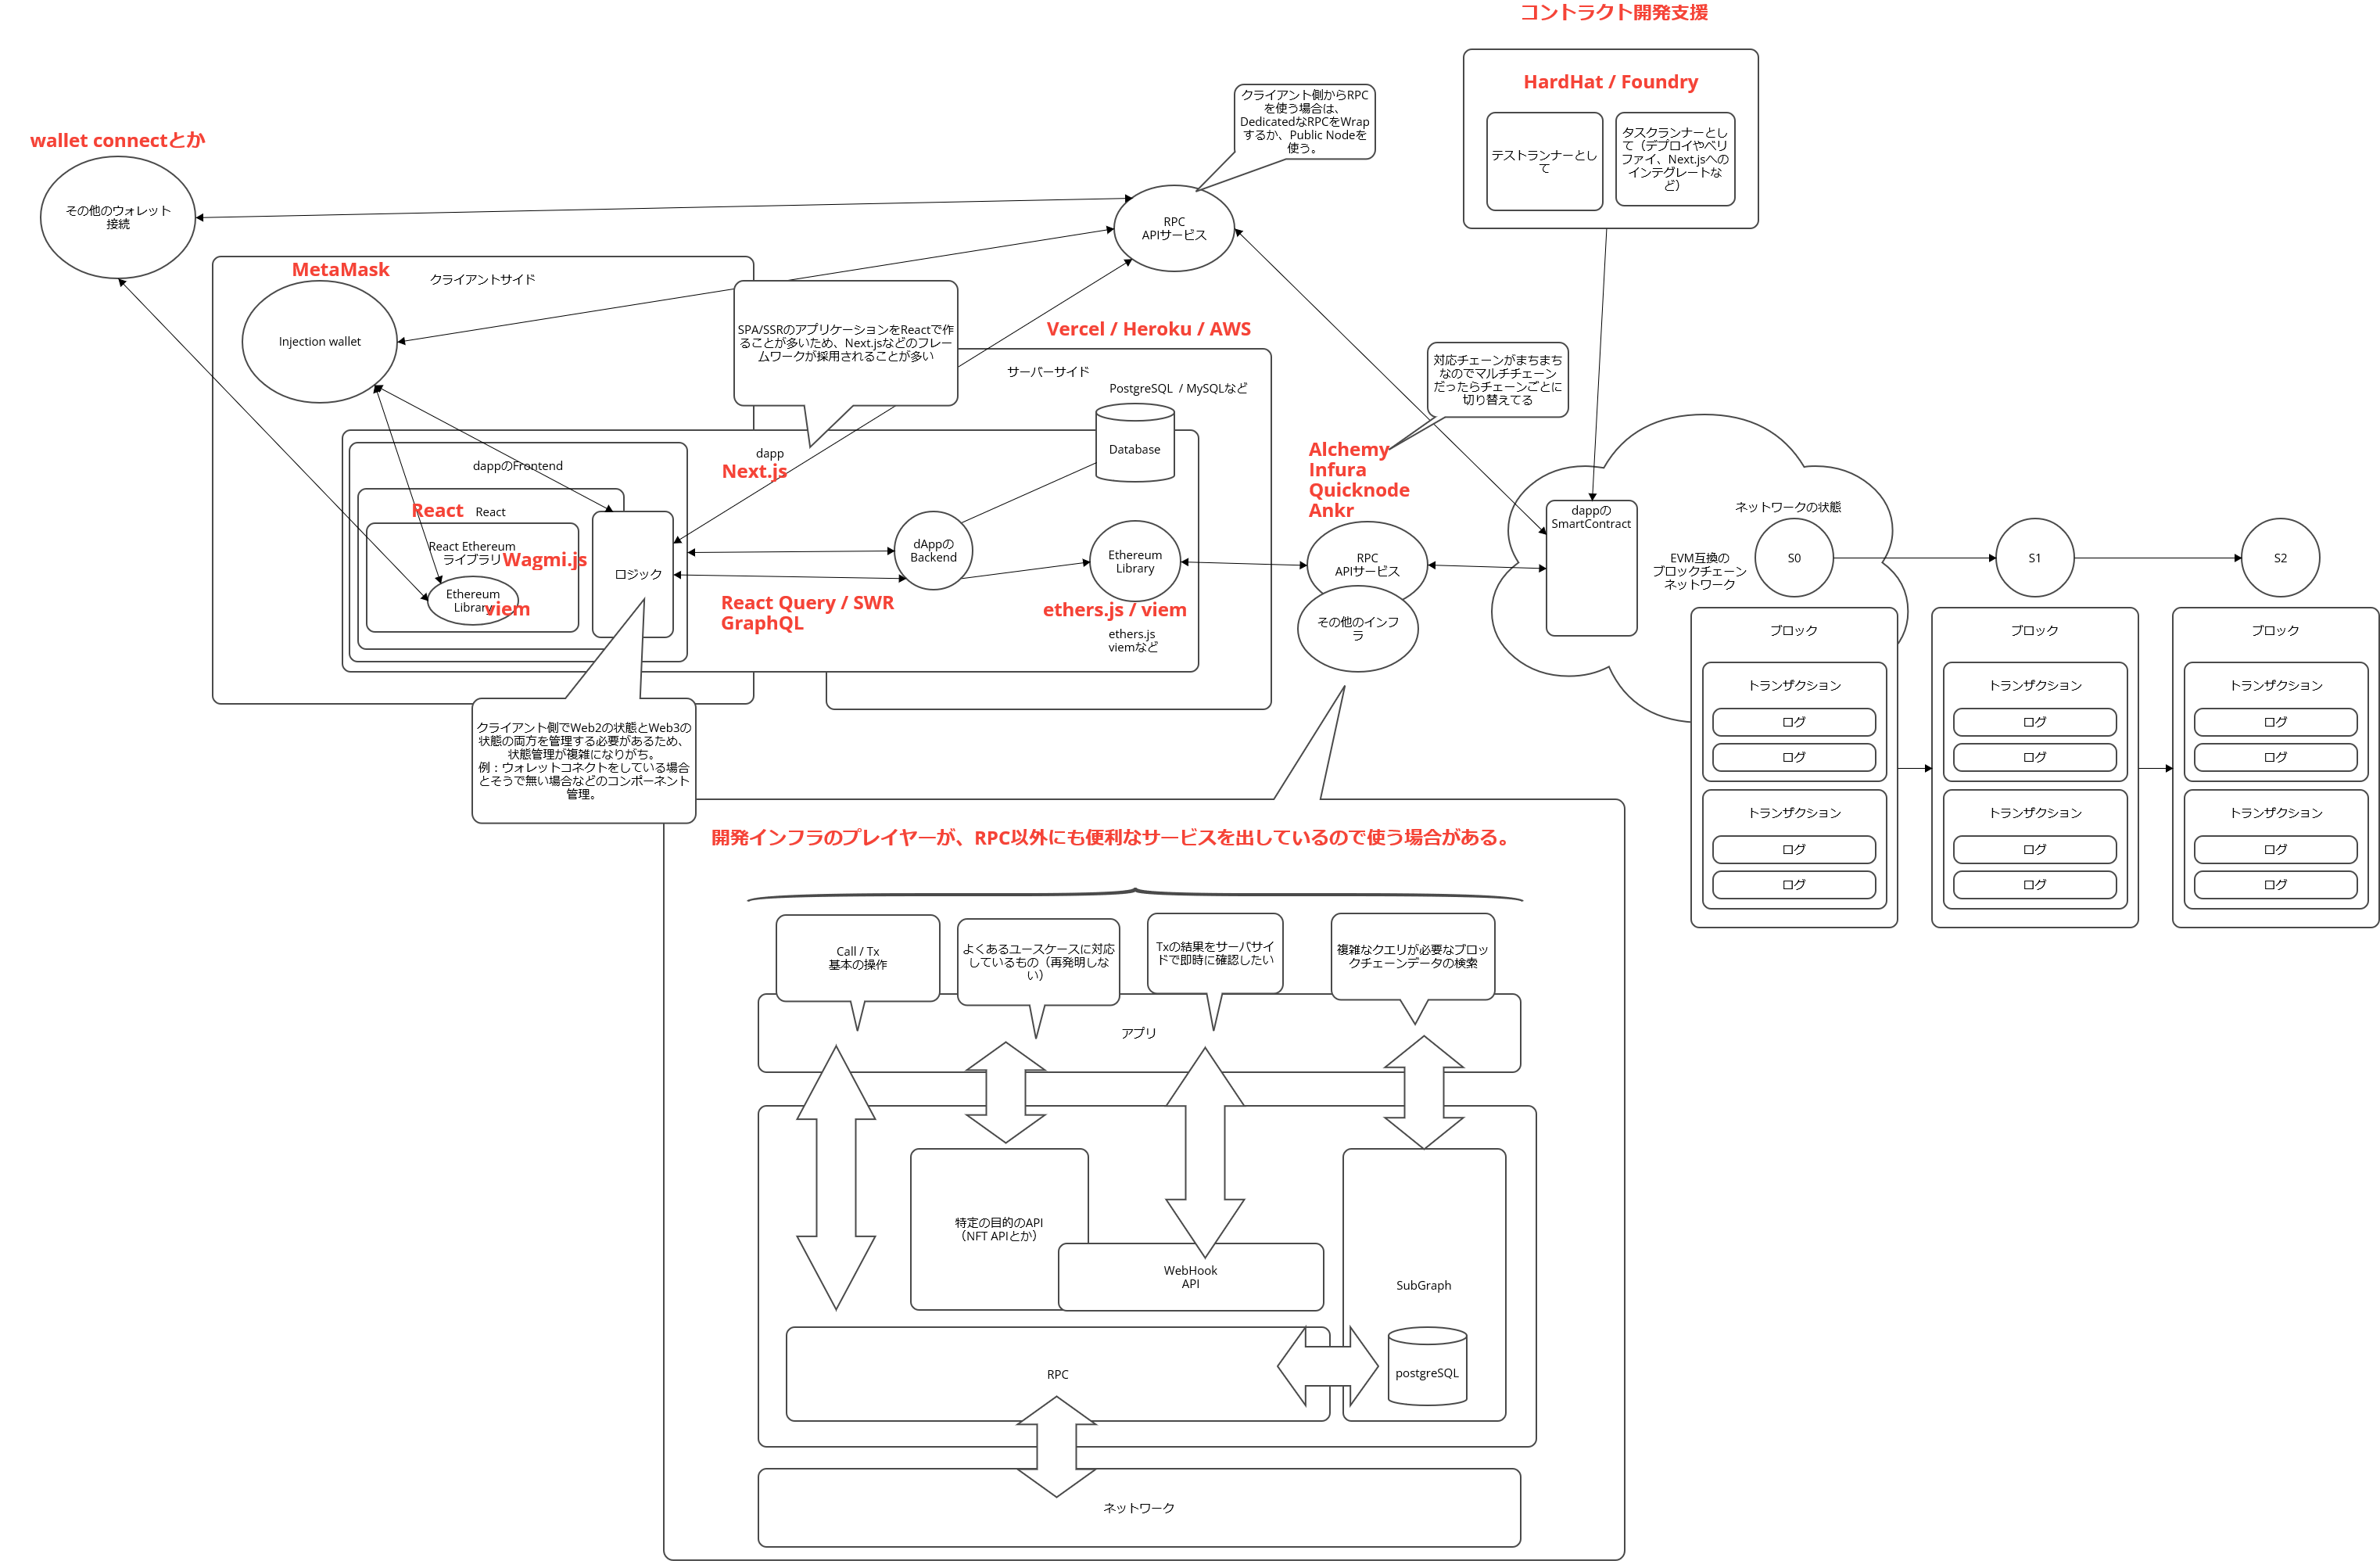 コントラクト開発支援
HardHat / Foundry
テストランナーとし
て
タスクランナーとし
て（デプロイやベリ
ファイ、Next.jsへの
インテグレートな
ど）
クライアント側からRPC
を使う場合は、
DedicatedなRPCをWrap
するか、Public Nodeを
使う。
wallet connectとか
その他のウォレット
接続
RPC
APIサービス
MetaMask
クライアントサイド
Injection wallet
SPA/SSRのアプリケーションをReactで作
ることが多いため、Next.jsなどのフレー
ムワークが採用されることが多い
Vercel / Heroku / AWS
サーバーサイド
PostgreSQL / MySQLなど
Database
対応チェーンがまちまち
なのでマルチチェーン
だったらチェーンごとに
切り替えてる
dapp
Next.js
dappのFrontend
React
React
React Ethereum
ライブラリ
Wagmi.js
Ethereum
Library
viem
ロジック
dAppの
Backend
React Query / SWR
GraphQL
Ethereum
Library
ethers.js / viem
ethers.js
viemなど
Alchemy
Infura
Quicknode
Ankr
RPC
APIサービス
その他のインフ
ラ
dappの
SmartContract
ネットワークの状態
EVM互換の
ブロックチェーン
ネットワーク
S0
S1
S2
ブロック
トランザクション
ログ
ログ
トランザクション
ログ
ログ
ブロック
トランザクション
ログ
ログ
トランザクション
ログ
ログ
ブロック
トランザクション
ログ
ログ
トランザクション
ログ
ログ
クライアント側でWeb2の状態とWeb3の
状態の両方を管理する必要があるため、
状態管理が複雑になりがち。
例：ウォレットコネクトをしている場合
とそうで無い場合などのコンポーネント
管理。
開発インフラのプレイヤーが、RPC以外にも便利なサービスを出しているので使う場合がある。
Call / Tx
基本の操作
よくあるユースケースに対応
しているもの（再発明しな
い）
Txの結果をサーバサイ
ドで即時に確認したい
複雑なクエリが必要なブロッ
クチェーンデータの検索
アプリ
特定の目的のAPI
（NFT APIとか）
WebHook
API
SubGraph
postgreSQL
RPC
ネットワーク